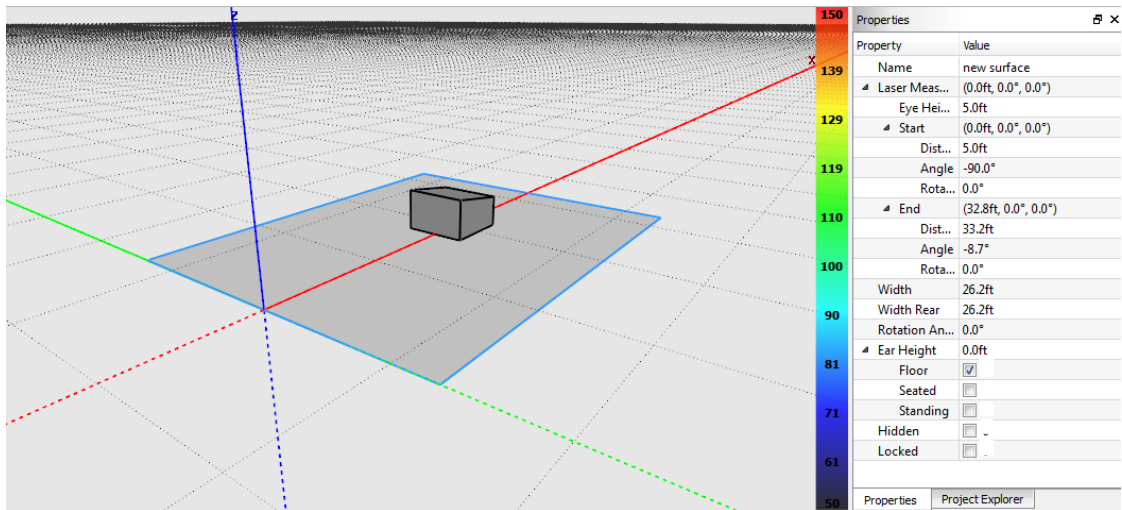 Z
X
150
139
129
119
110
100
90
81
71
61
50
Properties
Property Value
Name new surface
Laser Meas... (0.0ft, 0.0°, 0.0°)
Eye Hei... 5.0ft
Start (0.0ft, 0.0°, 0.0°)
Dist... 5.0ft
Angle -90.0°
Rota... 0.0°
End (32.8ft, 0.0°, 0.0°)
Dist... 33.2ft
Angle -8.7°
Rota... 0.0°
Width 26.2ft
Width Rear 26.2ft
Rotation An... 0.0°
Ear Height 0.0ft
Floor
Seated
Standing
Hidden
Locked
Properties Project Explorer